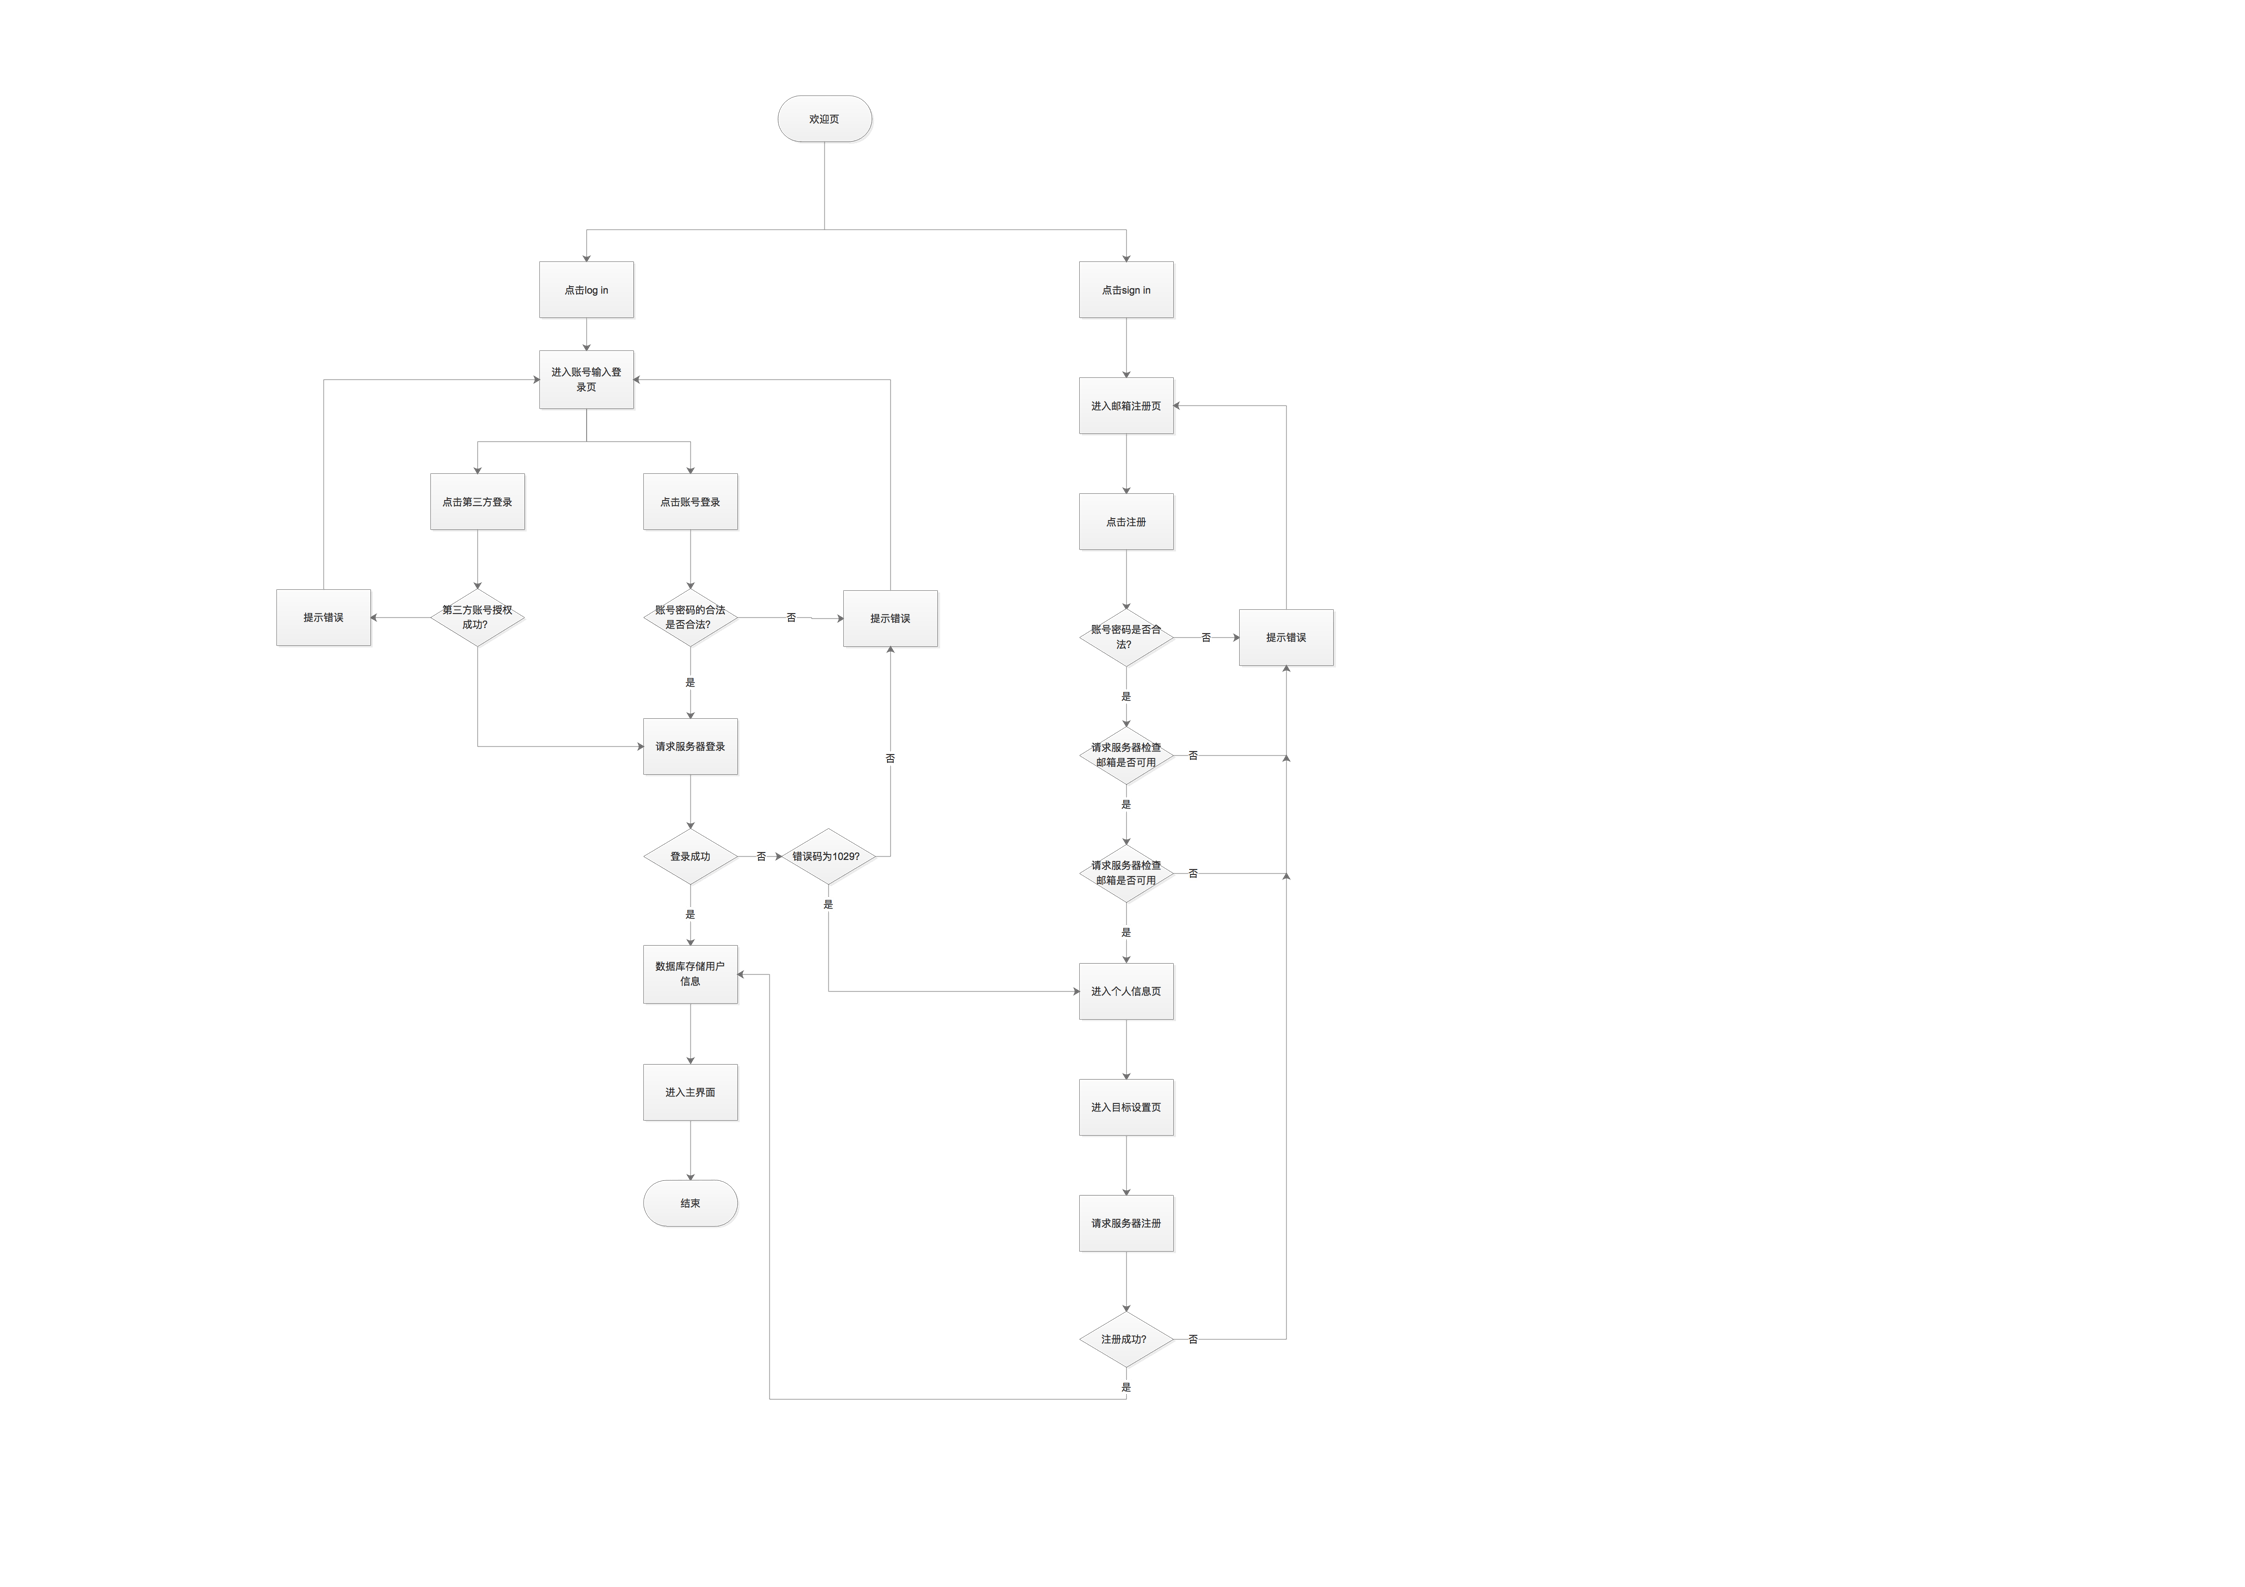 欢迎页
点击log in
点击sign in
进入账号输入登
录页
进入邮箱注册页
点击第三方登录
点击账号登录
点击注册
提示错误
第三方账号授权
成功?
账号密码的合法
是否合法?
否
提示错误
账号密码是否合
法?
否
提示错误
是
是
请求服务器登录
否
请求服务器检查
邮箱是否可用
否
是
登录成功
否
错误码为1029?
请求服务器检查
邮箱是否可用
否
是
是
是
数据库存储用户
信息
进入个人信息页
进入主界面
进入目标设置页
结束
请求服务器注册
注册成功?
否
是